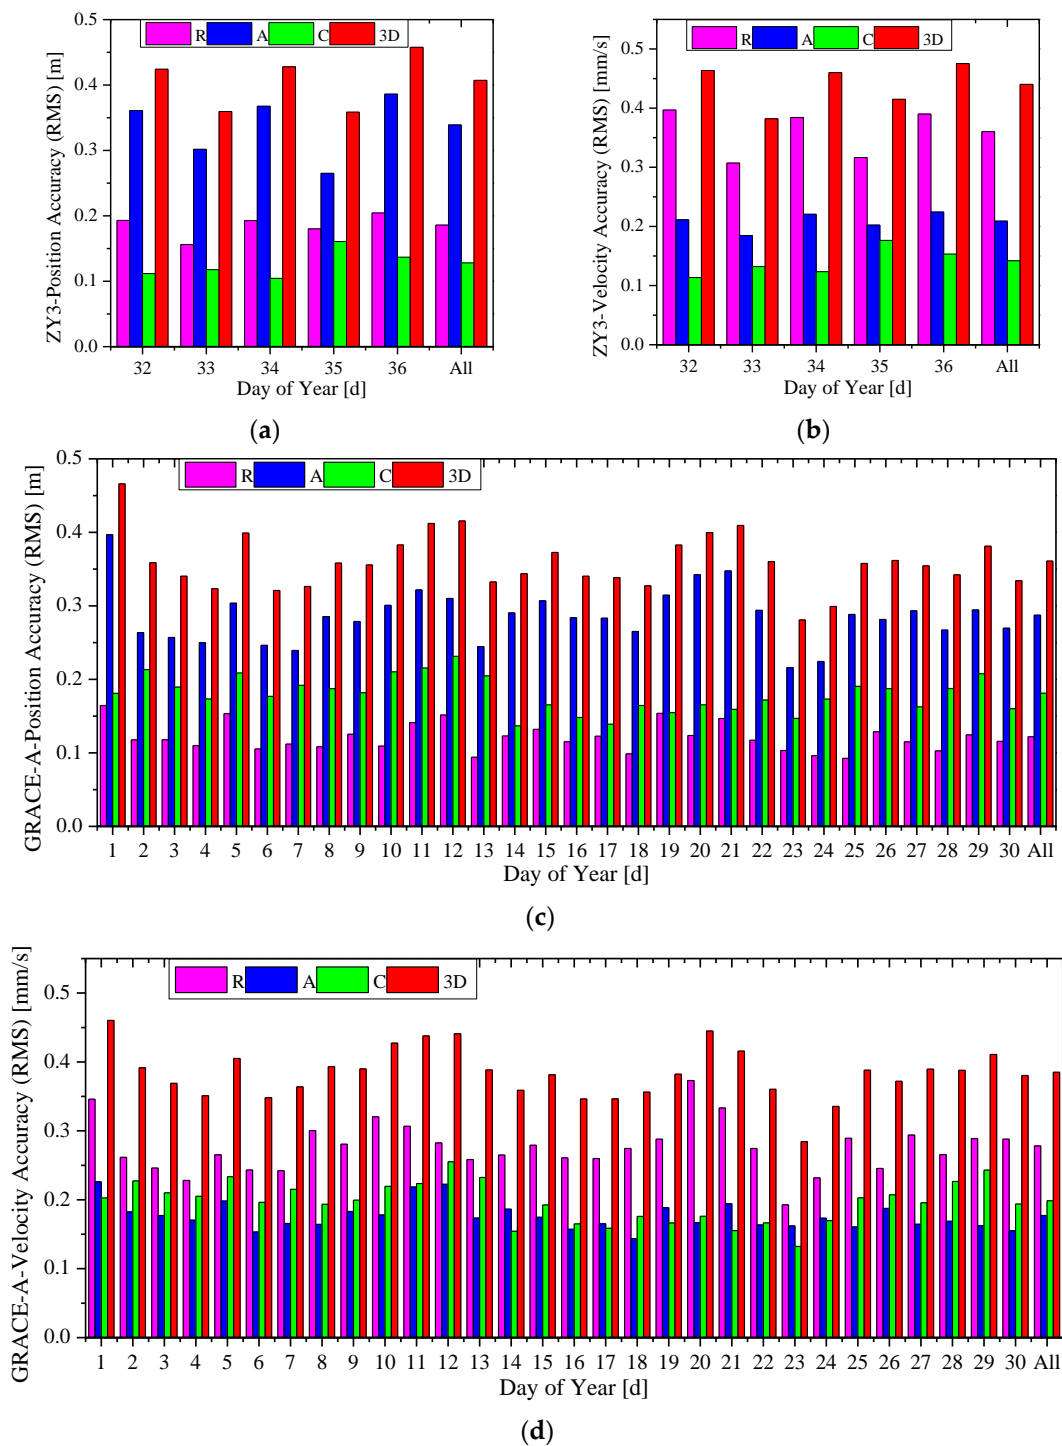 ZY3-Position Accuracy (RMS) [m]
0.5
0.4
0.3
0.2
0.1
0.0
R A C 3D
32 33 34 35 36 All
Day of Year [d]
(a)
ZY3-Velocity Accuracy (RMS) [mm/s]
0.5
0.4
0.3
0.2
0.1
0.0
R A C 3D
32 33 34 35 36 All
Day of Year [d]
(b)
GRACE-A-Position Accuracy (RMS) [m]
0.5
0.4
0.3
0.2
0.1
0.0
R A C 3D
1 2 3 4 5 6 7 8 9 10 11 12 13 14 15 16 17 18 19 20 21 22 23 24 25 26 27 28 29 30 All
Day of Year [d]
(c)
GRACE-A-Velocity Accuracy (RMS) [mm/s]
0.5
0.4
0.3
0.2
0.1
0.0
R A C 3D
1 2 3 4 5 6 7 8 9 10 11 12 13 14 15 16 17 18 19 20 21 22 23 24 25 26 27 28 29 30 All
Day of Year [d]
(d)